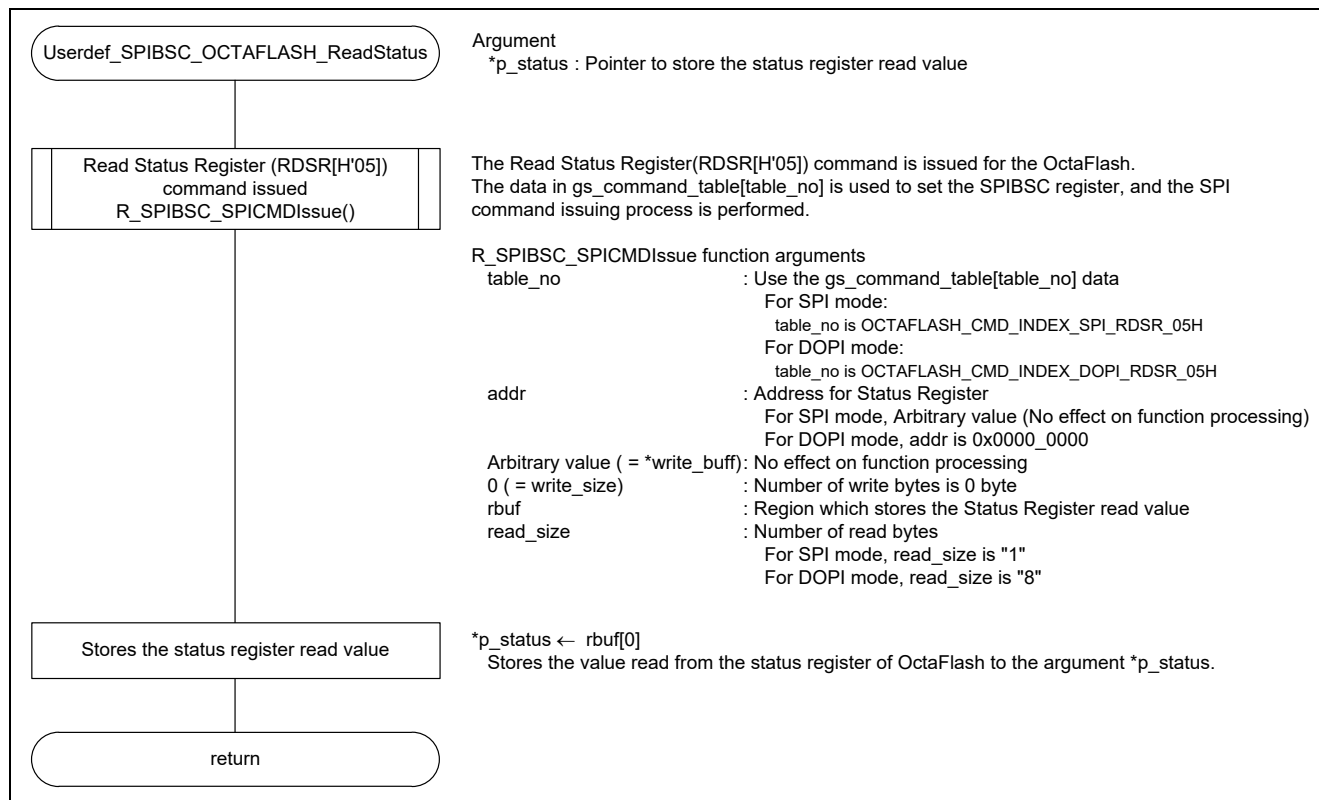 Userdef_SPIBSC_OCTAFLASH_ReadStatus
Argument
*p_status : Pointer to store the status register read value
Read Status Register (RDSR[H'05])
command issued
R_SPIBSC_SPICMDIssue()
The Read Status Register(RDSR[H'05]) command is issued for the OctaFlash.
The data in gs_command_table[table_no] is used to set the SPIBSC register, and the SPI
command issuing process is performed.
R_SPIBSC_SPICMDIssue function arguments
table_no : Use the gs_command_table[table_no] data
For SPI mode:
table_no is OCTAFLASH_CMD_INDEX_SPI_RDSR_05H
For DOPI mode:
table_no is OCTAFLASH_CMD_INDEX_DOPI_RDSR_05H
addr : Address for Status Register
For SPI mode, Arbitrary value (No effect on function processing)
For DOPI mode, addr is 0x0000_0000
Arbitrary value ( = *write_buff): No effect on function processing
0 ( = write_size) : Number of write bytes is 0 byte
rbuf : Region which stores the Status Register read value
read_size : Number of read bytes
For SPI mode, read_size is "1"
For DOPI mode, read_size is "8"
Stores the status register read value
*p_status ← rbuf[0]
Stores the value read from the status register of OctaFlash to the argument *p_status.
return